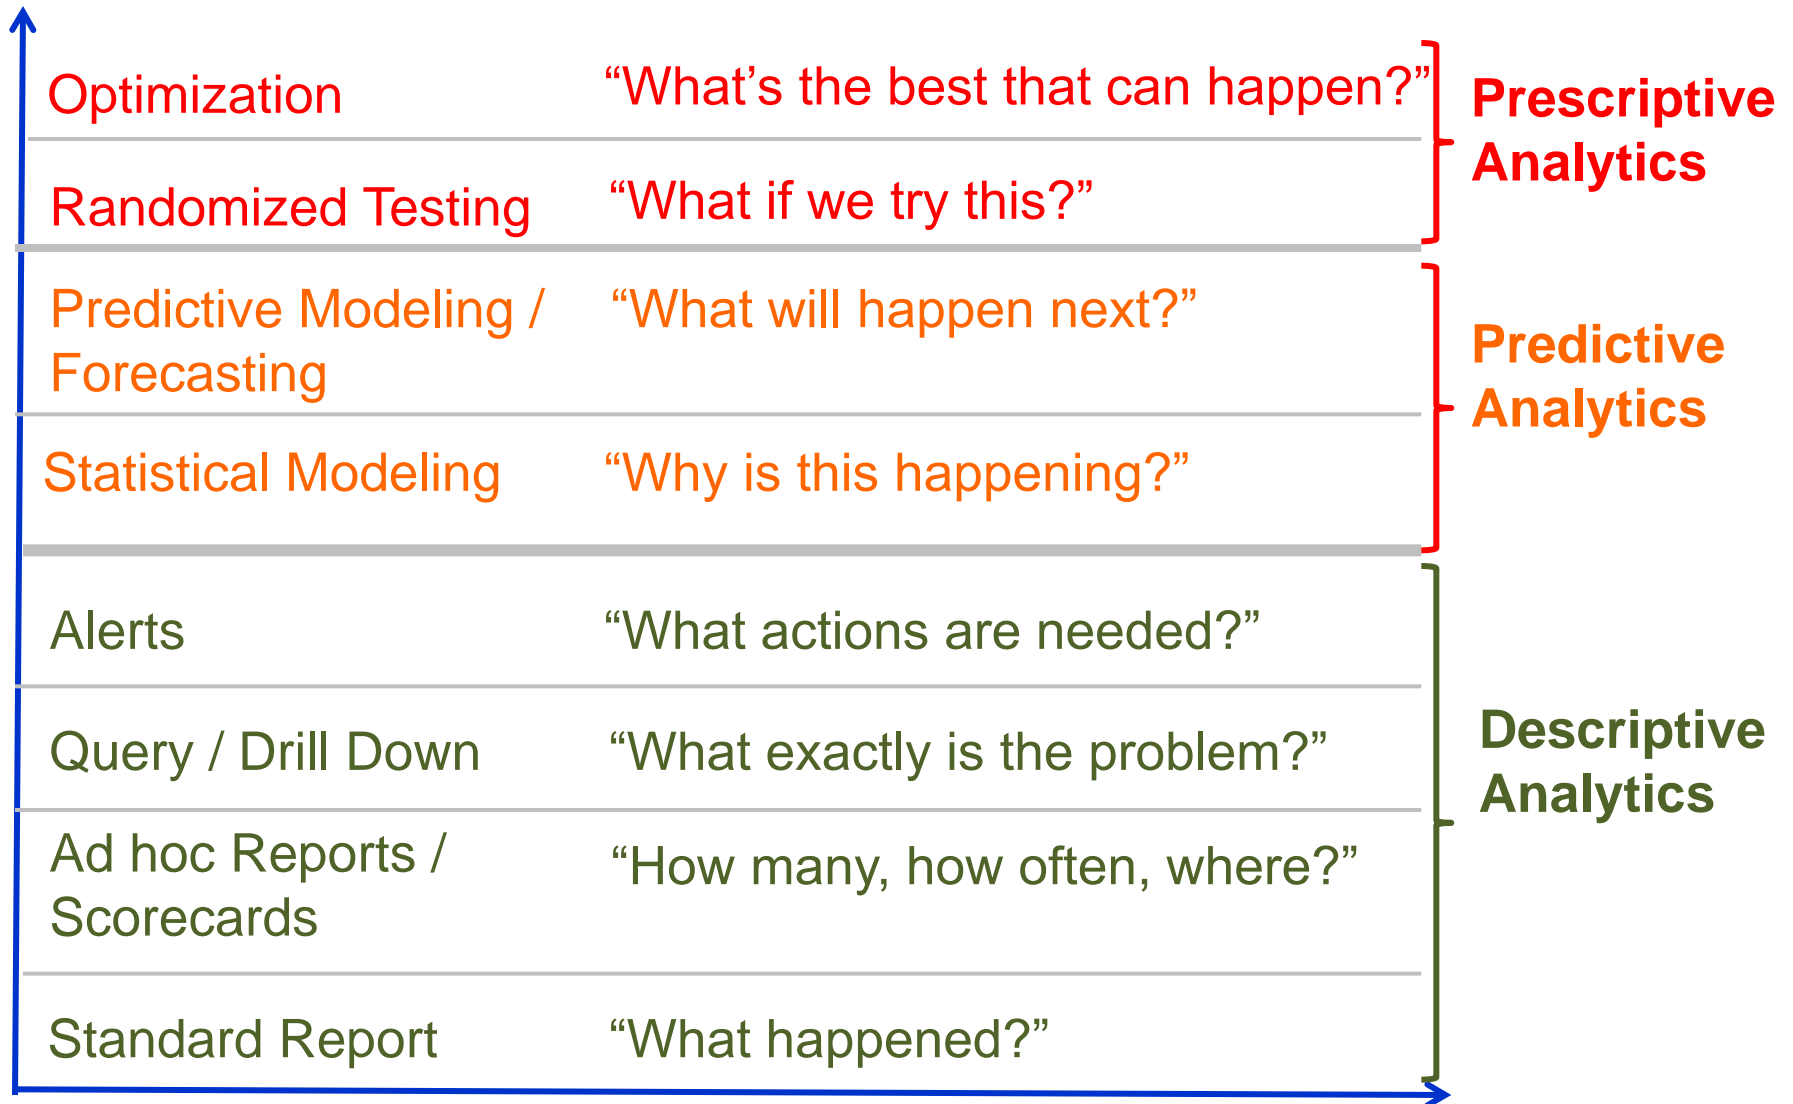 Optimization “What’s the best that can happen?”
Prescriptive
Analytics
Randomized Testing “What if we try this?”
Predictive Modeling / “What will happen next?”
Forecasting
Predictive
Analytics
Statistical Modeling “Why is this happening?”
Alerts “What actions are needed?”
Query / Drill Down “What exactly is the problem?”
Descriptive
Analytics
Ad hoc Reports / “How many, how often, where?”
Scorecards
Standard Report “What happened?”